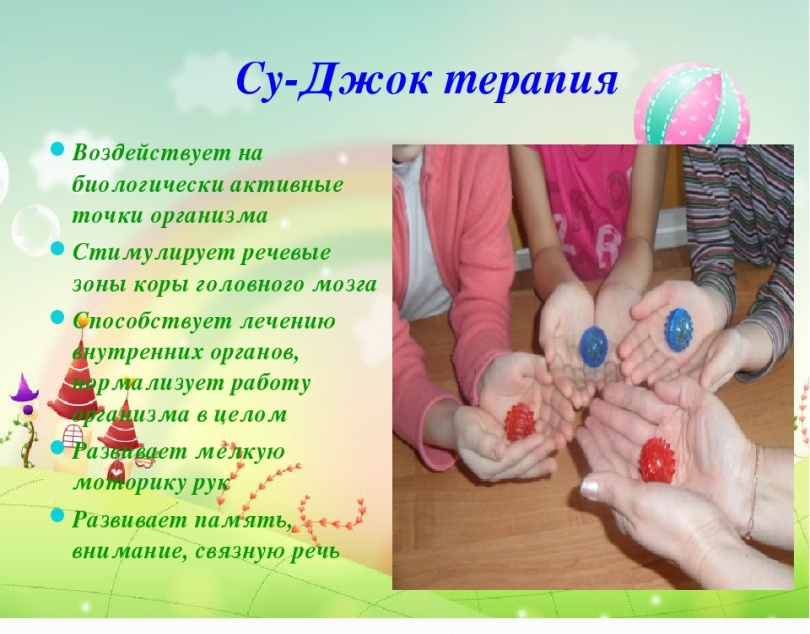 Су-Джок терапия
Воздействует на
биологически активные
точки организма
Стимулирует речевые
зоны коры головного мозга
Способствует лечению
внутренних органов,
нормализует работу
организма в целом
Развивает мелкую
моторику рук
Развивает память,
внимание, связную речь